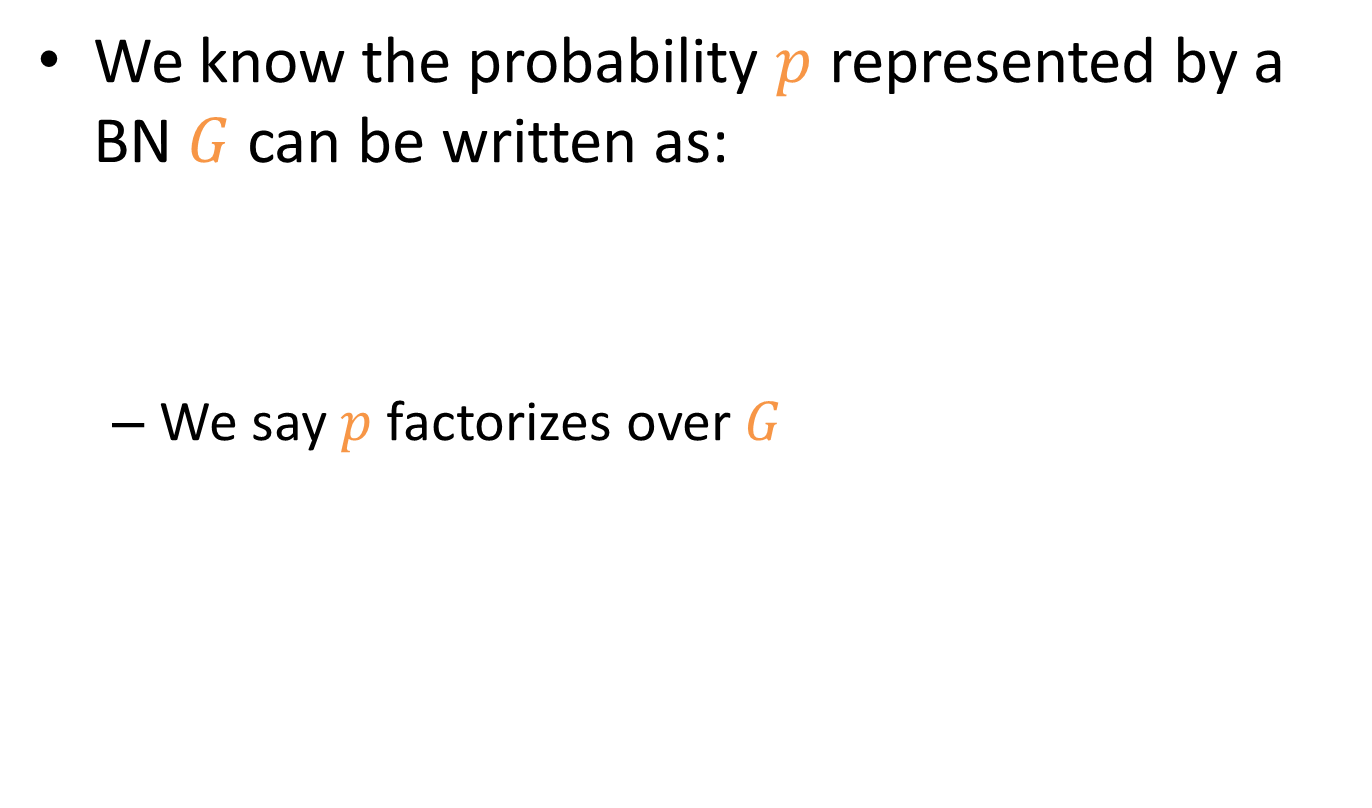 • We know the probability 𝑝 represented by a
BN 𝐺 can be written as:
– We say 𝑝 factorizes over 𝐺